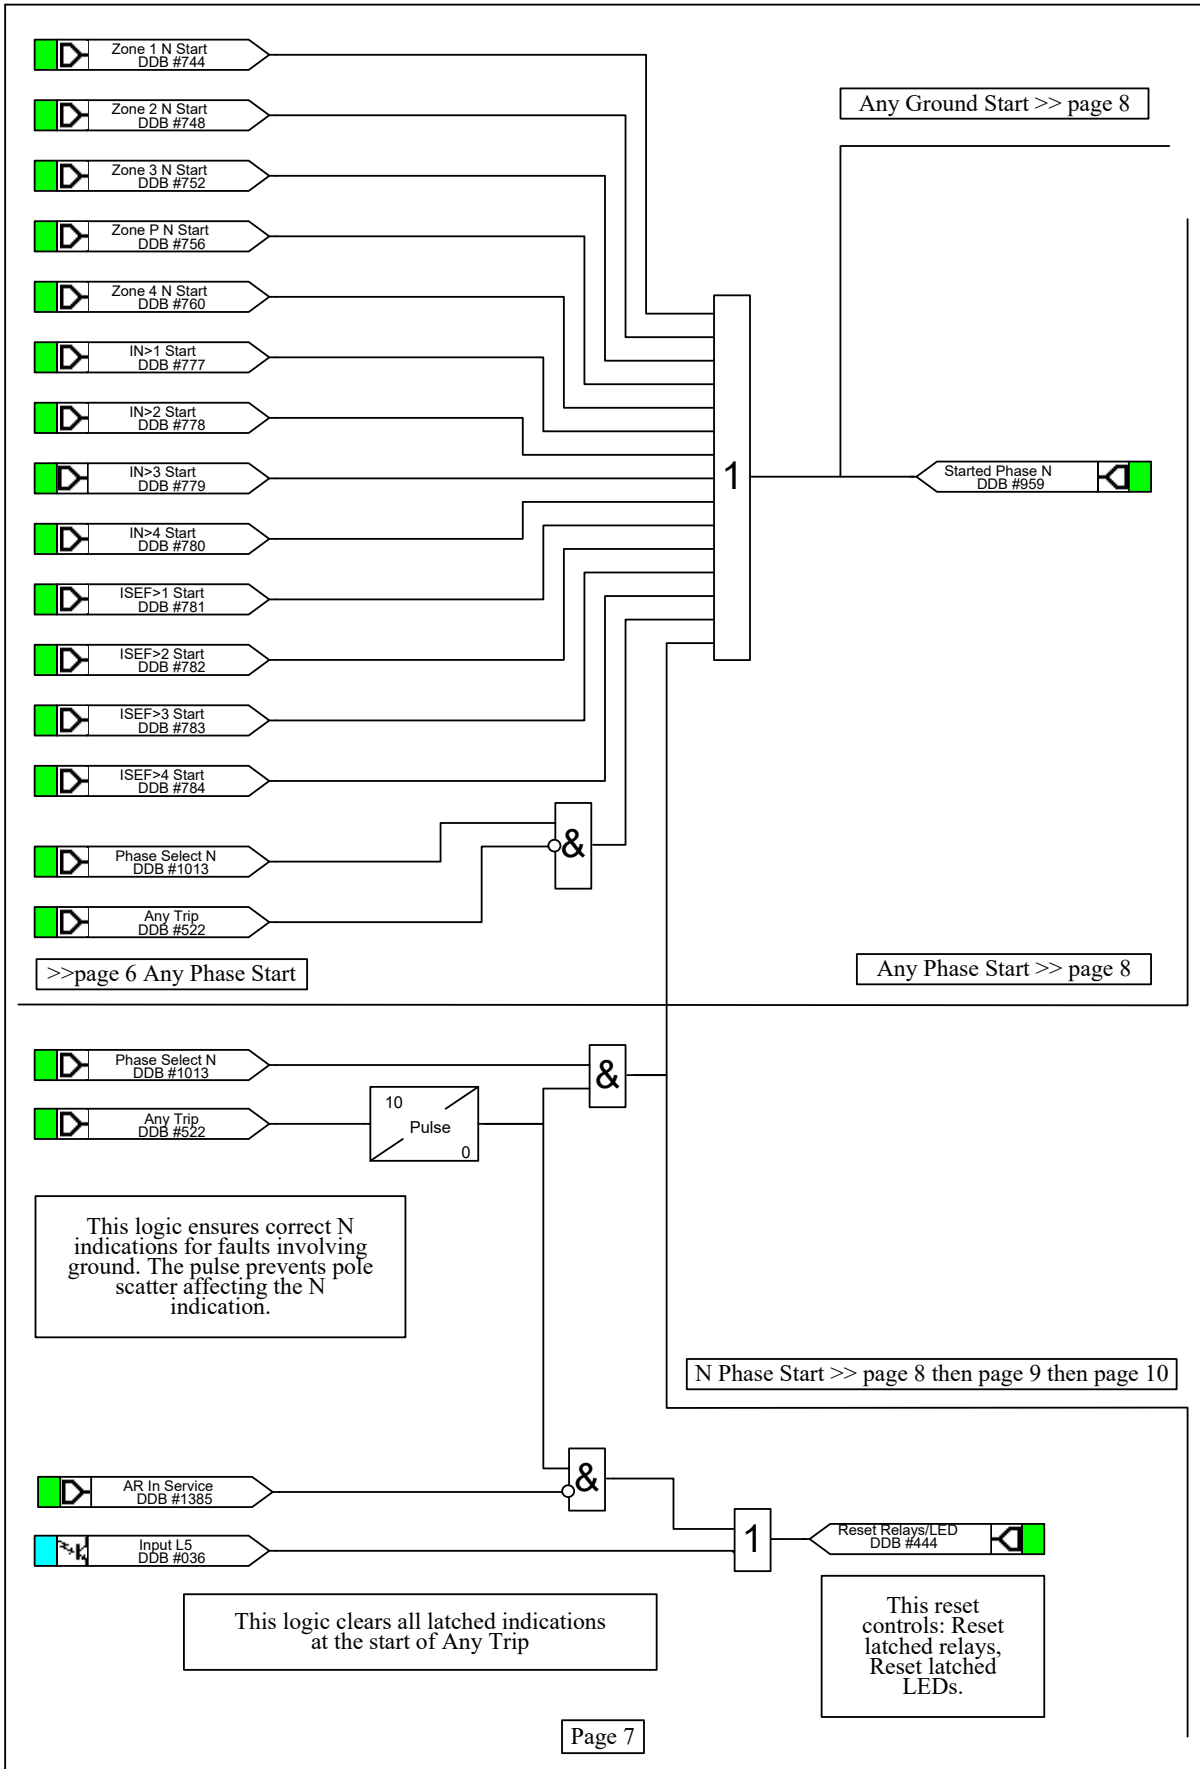 Zone 1 N Start
DDB #744
Any Ground Start >> page 8
Zone 2 N Start
DDB #748
Zone 3 N Start
DDB #752
Zone P N Start
DDB #756
Zone 4 N Start
DDB #760
IN>1 Start
DDB #777
IN>2 Start
DDB #778
IN>3 Start
DDB #779
1
Started Phase N
DDB #959
IN>4 Start
DDB #780
ISEF>1 Start
DDB #781
ISEF>2 Start
DDB #782
ISEF>3 Start
DDB #783
ISEF>4 Start
DDB #784
Phase Select N
DDB #1013
&
Any Trip
DDB #522
>>page 6 Any Phase Start
Any Phase Start >> page 8
Phase Select N
DDB #1013
&
Any Trip
DDB #522
10
Pulse
0
This logic ensures correct N
indications for faults involving
ground. The pulse prevents pole
scatter affecting the N
indication.
N Phase Start >> page 8 then page 9 then page 10
AR In Service
DDB #1385
&
Input L5
DDB #036
1
Reset Relays/LED
DDB #444
This logic clears all latched indications
at the start of Any Trip
This reset
controls: Reset
latched relays,
Reset latched
LEDs.
Page 7